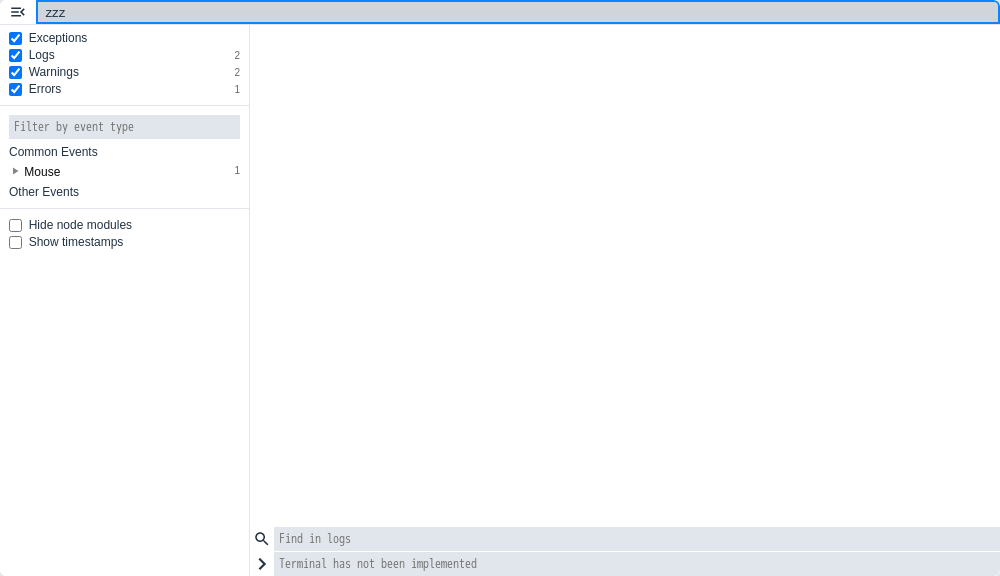 zzz
Exceptions
Logs 2
Warnings 2
Errors 1
Filter by event type
Common Events
Mouse 1
Other Events
Hide node modules
Show timestamps
Find in logs
Terminal has not been implemented